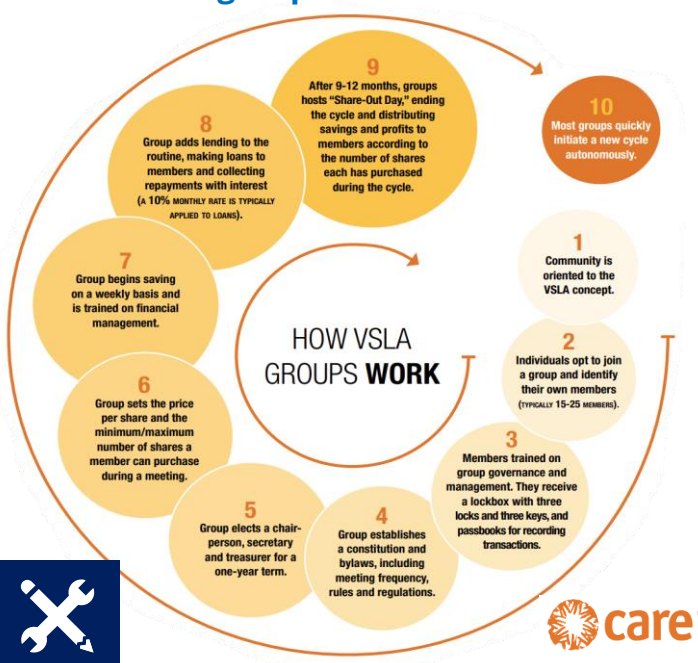 HOW VSLA
GROUPS WORK
1
Community is
oriented to the
VSLA concept.
2
Individuals opt to join
a group and identify
their own members
(TYPICALLY 15-25 MEMBERS).
3
Members trained on
group governance and
management. They receive
a lockbox with three
locks and three keys, and
passbooks for recording
transactions.
4
Group establishes
a constitution and
bylaws, including
meeting frequency,
rules and regulations.
5
Group elects a chair-
person, secretary
and treasurer for a
one-year term.
6
Group sets the price
per share and the
minimum/maximum
number of shares a
member can purchase
during a meeting.
7
Group begins saving
on a weekly basis and
is trained on financial
management.
8
Group adds lending to the
routine, making loans to
members and collecting
repayments with interest
(A 10% MONTHLY RATE IS TYPICALLY
APPLIED TO LOANS).
9
After 9-12 months, groups
hosts “Share-Out Day,” ending
the cycle and distributing
savings and profits to
members according to
the number of shares
each has purchased
during the cycle.
10
Most groups quickly
initiate a new cycle
autonomously.
care